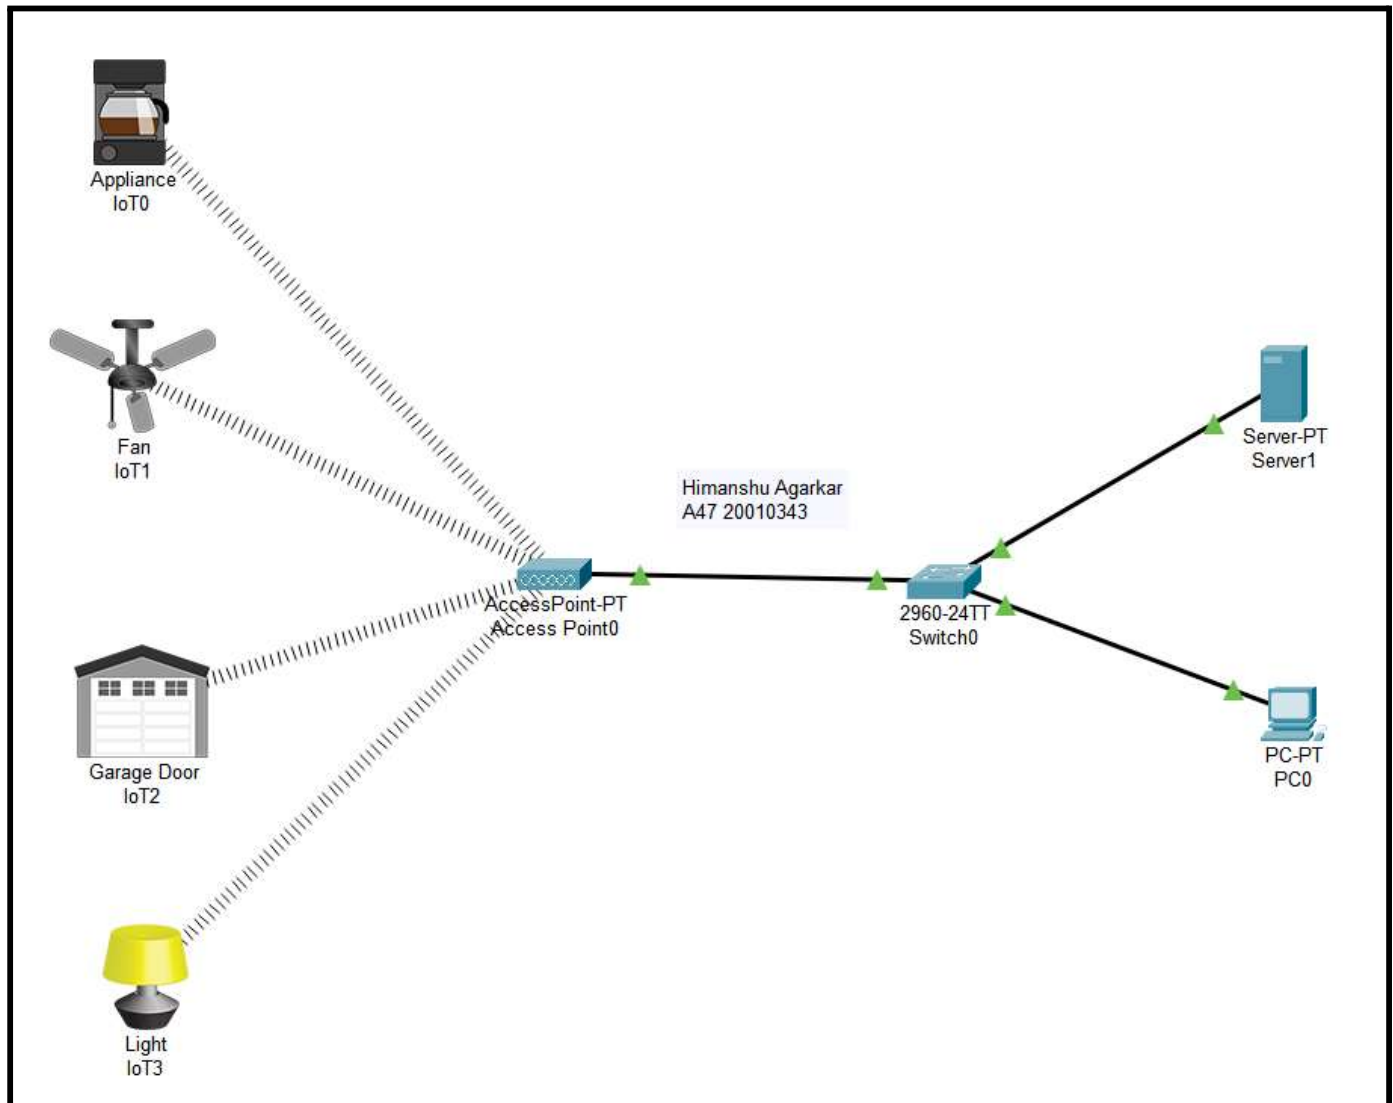 Appliance
IoT0
Fan
IoT1
Himanshu Agarkar
A47 20010343
Server-PT
Server1
AccessPoint-PT
Access Point0
2960-24TT
Switch0
Garage Door
IoT2
PC-PT
PC0
Light
IoT3